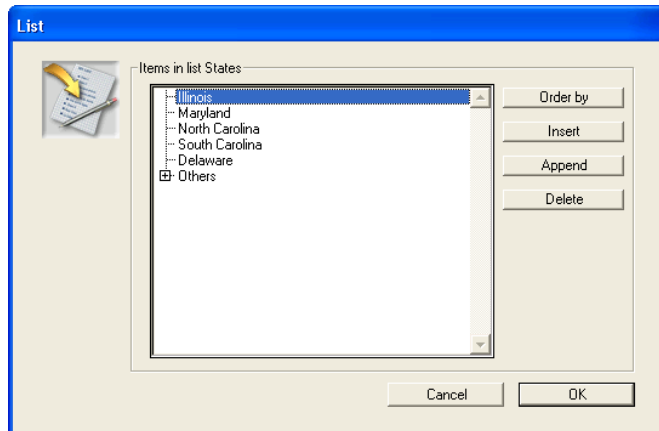 List
Items in list States
Illinois
Maryland
North Carolina
South Carolina
Delaware
Others
Order by
Insert
Append
Delete
Cancel
OK